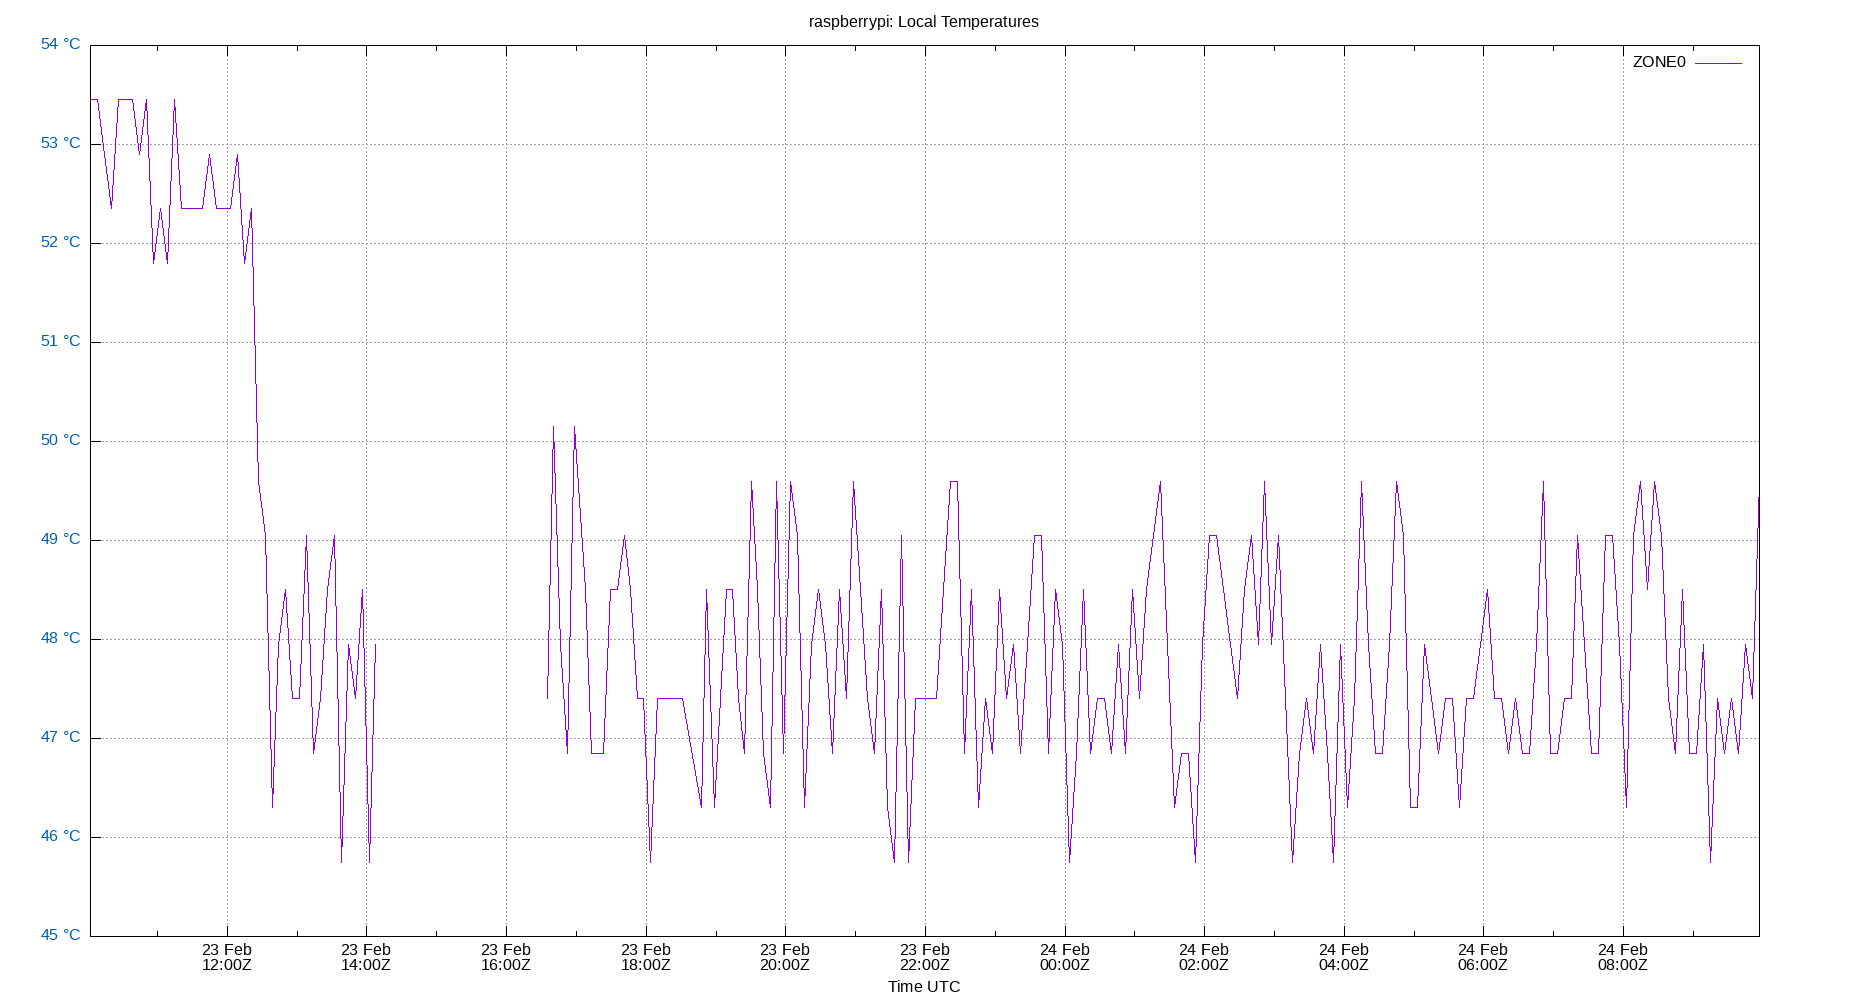 raspberrypi: Local Temperatures
54 °C
ZONE0
53 °C
52 °C
51 °C
50 °C
49 °C
48 °C
47 °C
46 °C
45 °C
23 Feb 23 Feb 23 Feb 23 Feb 23 Feb 23 Feb 24 Feb 24 Feb 24 Feb 24 Feb 24 Feb
12:00Z 14:00Z 16:00Z 18:00Z 20:00Z 22:00Z 00:00Z 02:00Z 04:00Z 06:00Z 08:00Z
Time UTC